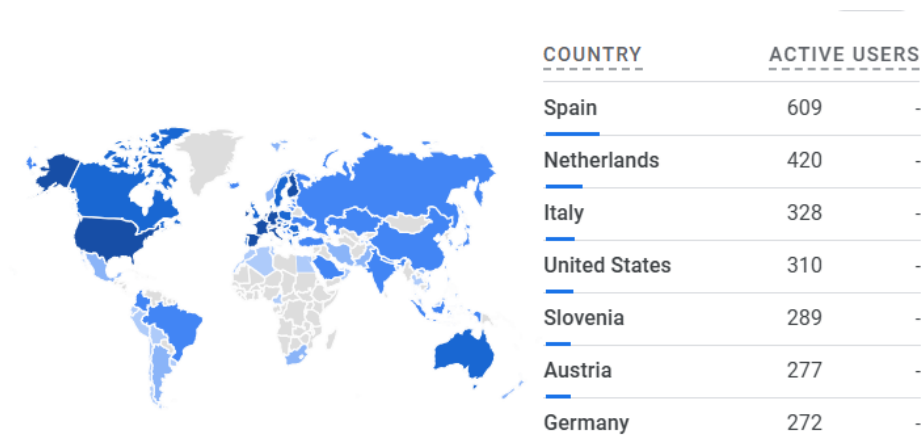 COUNTRY ACTIVE USERS
Spain 609 -
Netherlands 420 -
Italy 328 -
United States 310 -
Slovenia 289 -
Austria 277 -
Germany 272 -